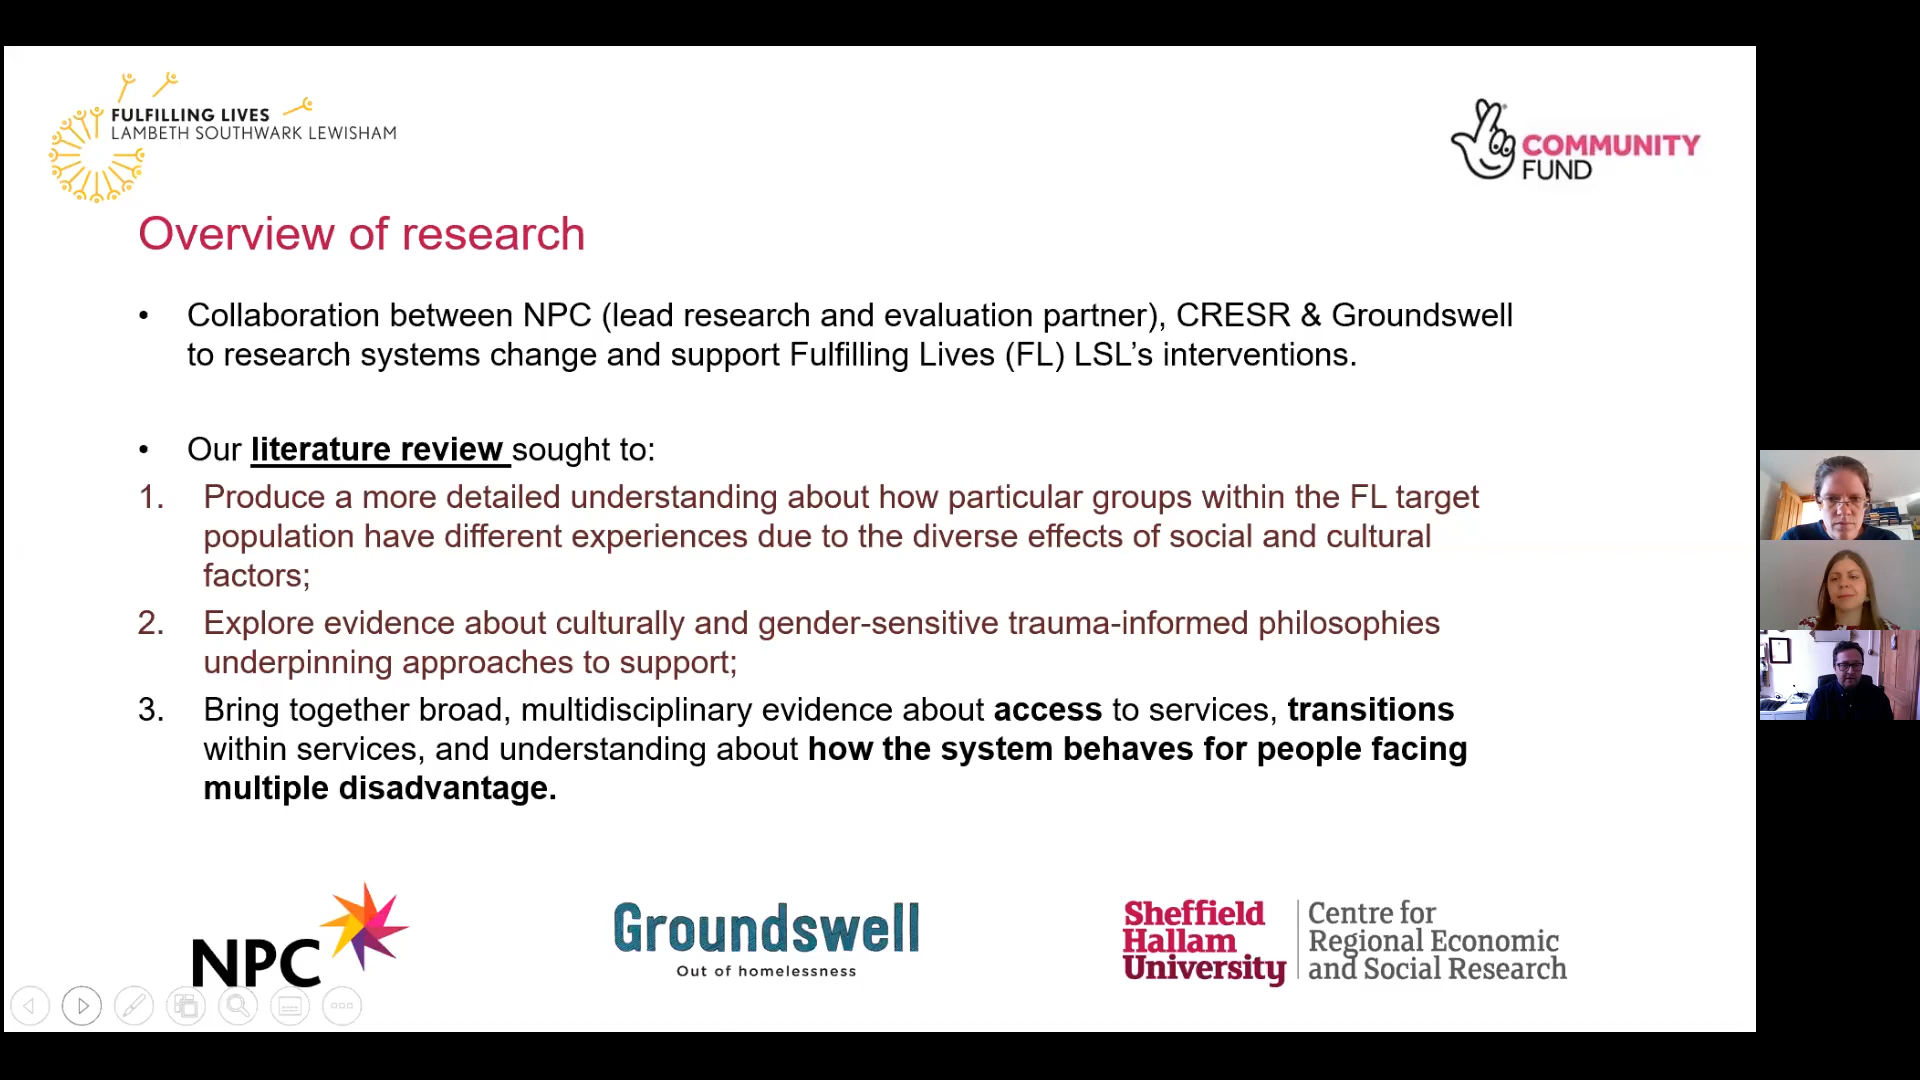 FULFILLING LIVES
LAMBETH SOUTHWARK LEWISHAM
COMMUNITY
FUND
Overview of research
• Collaboration between NPC (lead research and evaluation partner), CRESR & Groundswell
to research systems change and support Fulfilling Lives (FL) LSL’s interventions.
• Our literature review sought to:
1. Produce a more detailed understanding about how particular groups within the FL target
population have different experiences due to the diverse effects of social and cultural
factors;
2. Explore evidence about culturally and gender-sensitive trauma-informed philosophies
underpinning approaches to support;
3. Bring together broad, multidisciplinary evidence about access to services, transitions
within services, and understanding about how the system behaves for people facing
multiple disadvantage.
NPC
Groundswell
Out of homelessness
Sheffield
Hallam
University
Centre for
Regional Economic
and Social Research